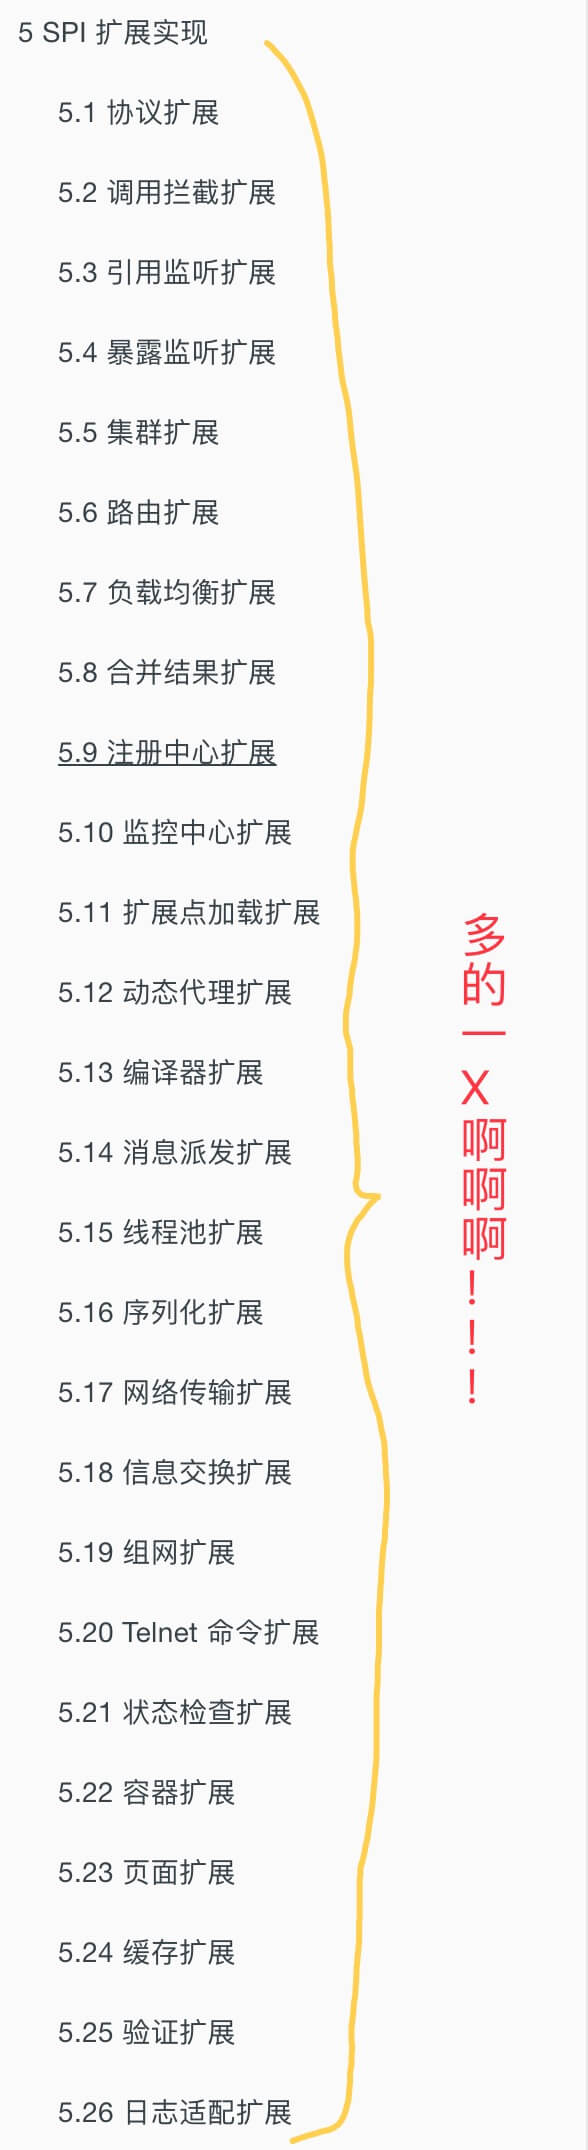 5 SPI 扩展实现
5.1 协议扩展
5.2 调用拦截扩展
5.3 引用监听扩展
5.4 暴露监听扩展
5.5 集群扩展
5.6 路由扩展
5.7 负载均衡扩展
5.8 合并结果扩展
5.9 注册中心扩展
5.10 监控中心扩展
5.11 扩展点加载扩展
5.12 动态代理扩展
5.13 编译器扩展
5.14 消息派发扩展
5.15 线程池扩展
5.16 序列化扩展
5.17 网络传输扩展
5.18 信息交换扩展
5.19 组网扩展
5.20 Telnet 命令扩展
5.21 状态检查扩展
5.22 容器扩展
5.23 页面扩展
5.24 缓存扩展
5.25 验证扩展
5.26 日志适配扩展
多的一X啊啊啊！！！